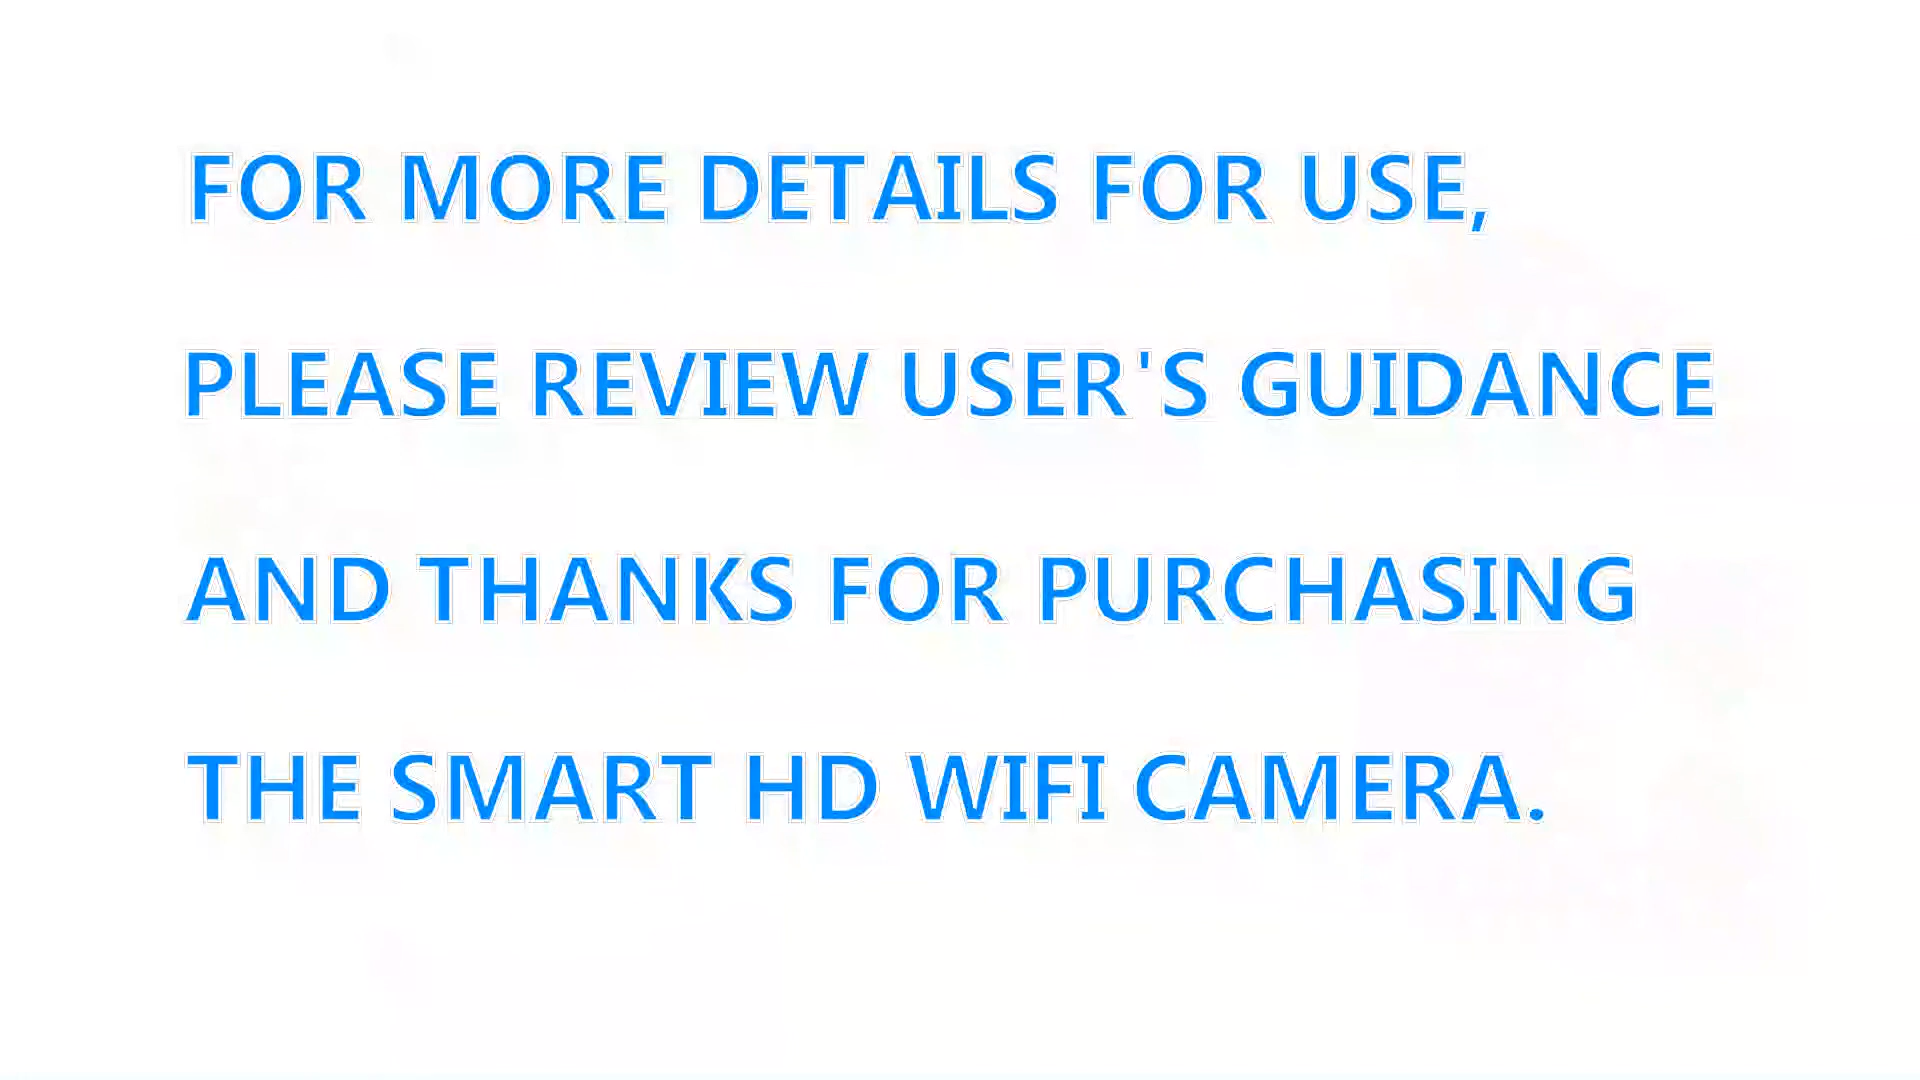 FOR MORE DETAILS FOR USE,
PLEASE REVIEW USER'S GUIDANCE
AND THANKS FOR PURCHASING
THE SMART HD WIFI CAMERA.